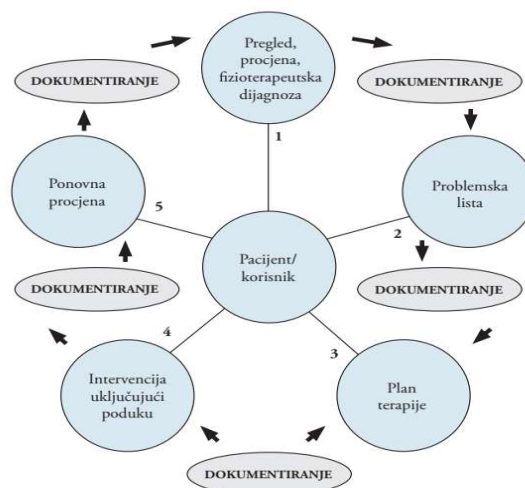 Pregled,
procjena,
fizioterapeutska
dijagnoza
1
DOKUMENTIRANJE
DOKUMENTIRANJE
Ponovna
procjena
5
Problemska
lista
2
Pacijent/
korisnik
DOKUMENTIRANJE
DOKUMENTIRANJE
4
3
Intervencija
uključujući
poduku
Plan
terapije
DOKUMENTIRANJE